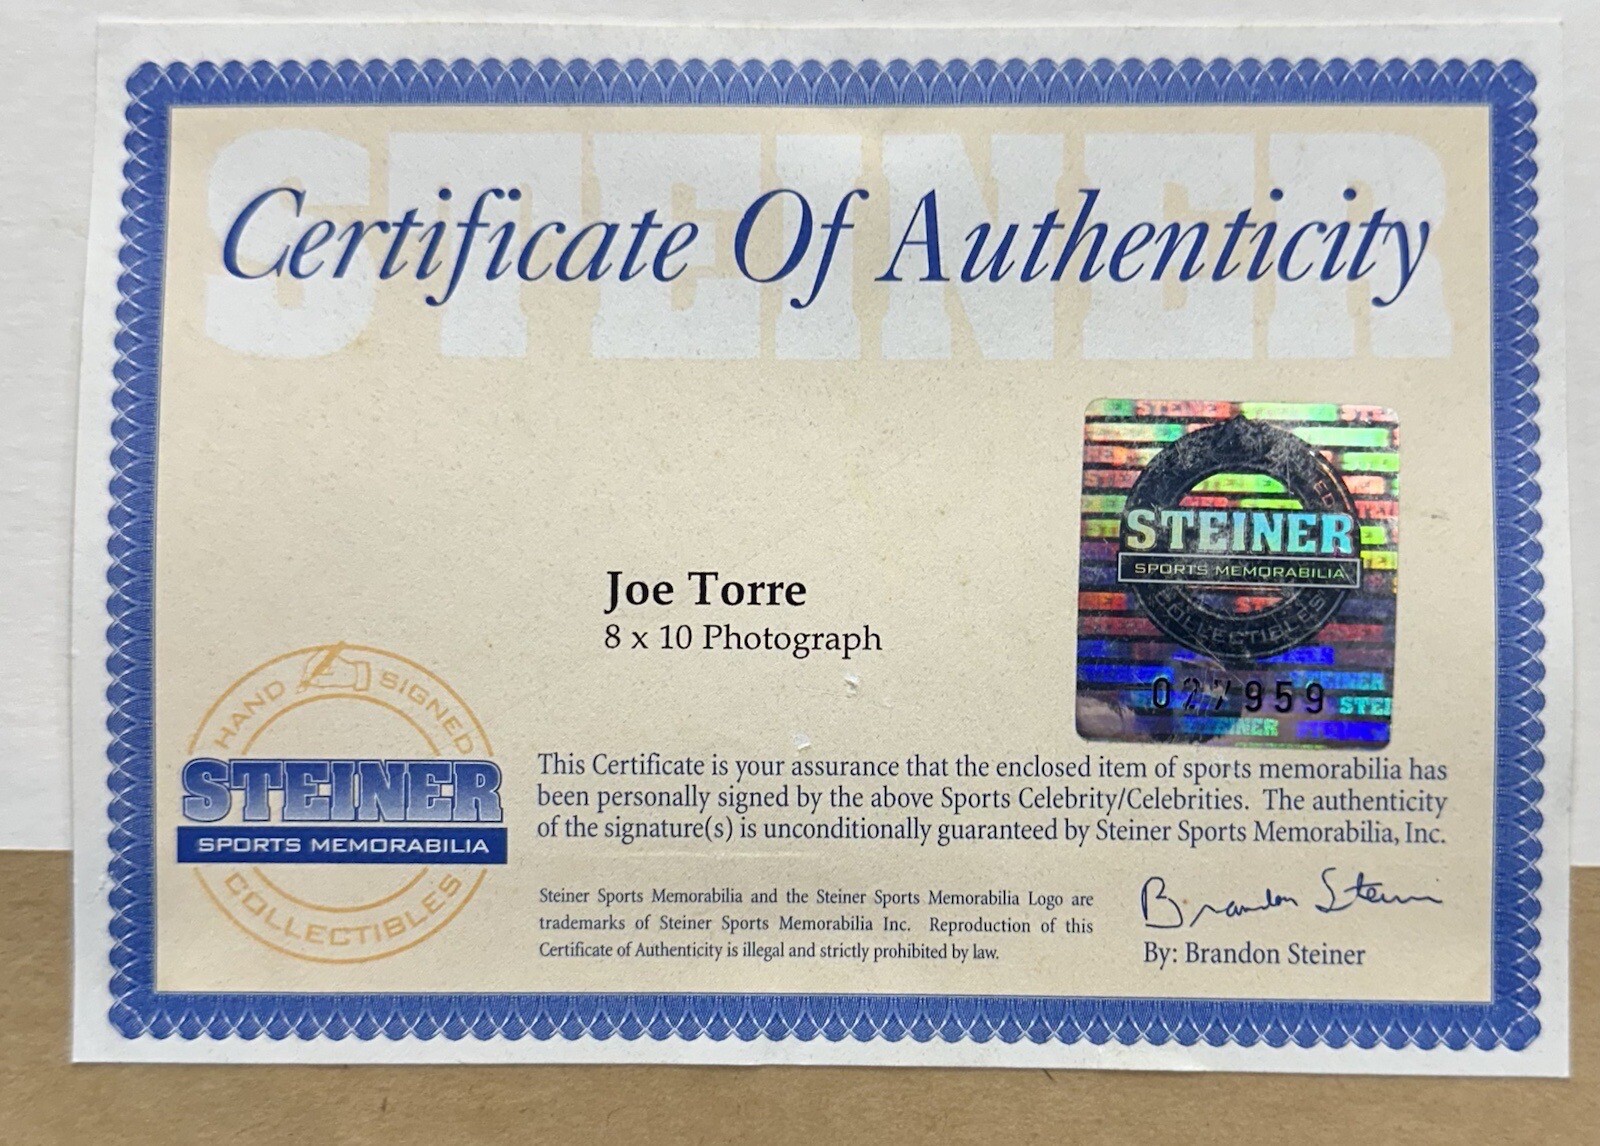 STEINER
Certificate Of Authenticity
STEINER
SPORTS MEMORABILIA
COLLECTIBLES
027959
Joe Torre
8 x 10 Photograph
HAND SIGNED
STEINER
SPORTS MEMORABILIA
COLLECTIBLES
This Certificate is your assurance that the enclosed item of sports memorabilia has
been personally signed by the above Sports Celebrity/Celebrities. The authenticity
of the signature(s) is unconditionally guaranteed by Steiner Sports Memorabilia, Inc.
Steiner Sports Memorabilia and the Steiner Sports Memorabilia Logo are
trademarks of Steiner Sports Memorabilia Inc. Reproduction of this
Certificate of Authenticity is illegal and strictly prohibited by law.
Brandon Steiner
By: Brandon Steiner